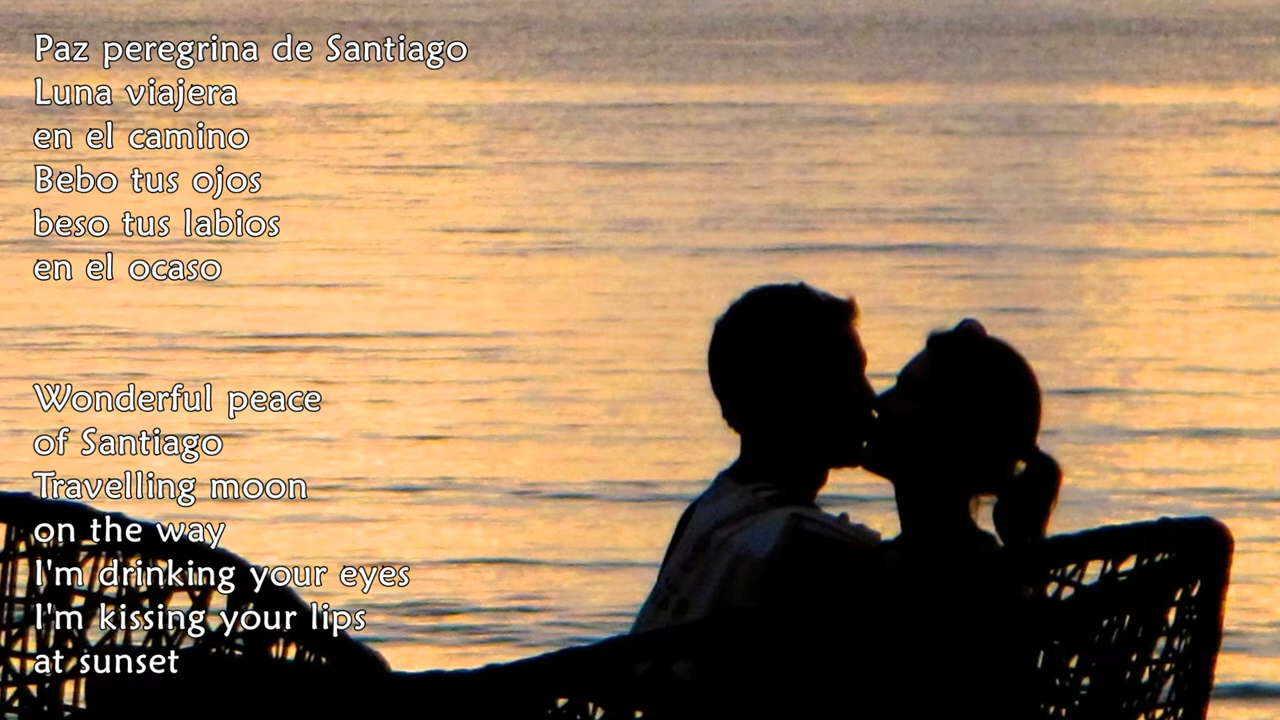 Paz peregrina de Santiago
Luna viajera
en el camino
Bebo tus ojos
beso tus labios
en el ocaso
Wonderful peace
of Santiago
Travelling moon
on the way
I'm drinking your eyes
I'm kissing your lips
at sunset